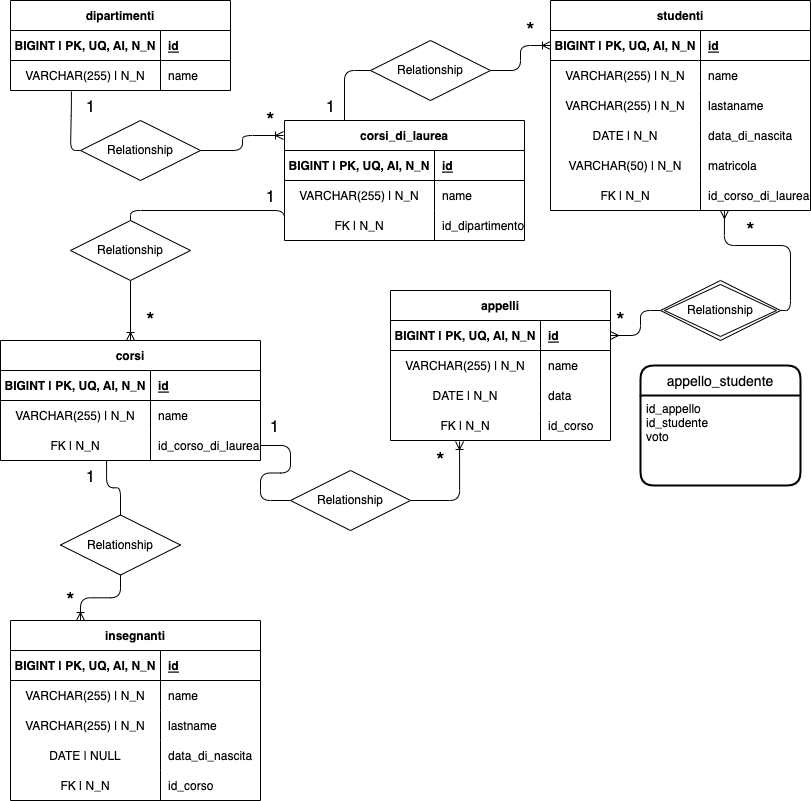 dipartimenti
BIGINT | PK, UQ, AI, N_N id
VARCHAR(255) | N_N name
1
Relationship
*
Relationship
*
1
studenti
BIGINT | PK, UQ, AI, N_N id
VARCHAR(255) | N_N name
VARCHAR(255) | N_N lastaname
DATE | N_N data_di_nascita
VARCHAR(50) | N_N matricola
FK | N_N id_corso_di_laurea
corsi_di_laurea
BIGINT | PK, UQ, AI, N_N id
VARCHAR(255) | N_N name
FK | N_N id_dipartimento
1
Relationship
*
*
Relationship
*
appelli
BIGINT | PK, UQ, AI, N_N id
VARCHAR(255) | N_N name
DATE | N_N data
FK | N_N id_corso
appello_studente
id_appello
id_studente
voto
corsi
BIGINT | PK, UQ, AI, N_N id
VARCHAR(255) | N_N name
FK | N_N id_corso_di_laurea
1
Relationship
*
1
Relationship
*
insegnanti
BIGINT | PK, UQ, AI, N_N id
VARCHAR(255) | N_N name
VARCHAR(255) | N_N lastname
DATE | NULL data_di_nascita
FK | N_N id_corso